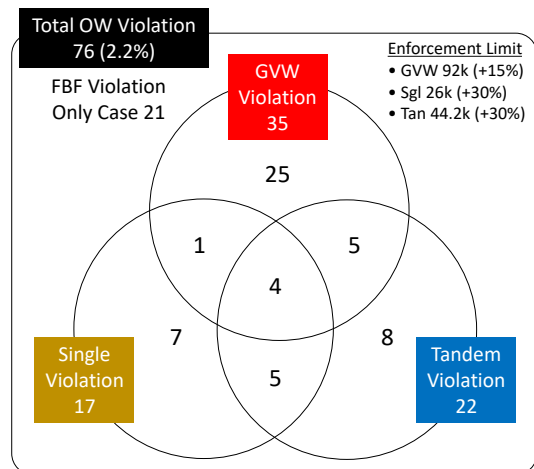 Total OW Violation
76 (2.2%)
FBF Violation
Only Case 21
GVW
Violation
35
Enforcement Limit
• GVW 92k (+15%)
• Sgl 26k (+30%)
• Tan 44.2k (+30%)
25
1
5
4
7
8
5
Single
Violation
17
Tandem
Violation
22